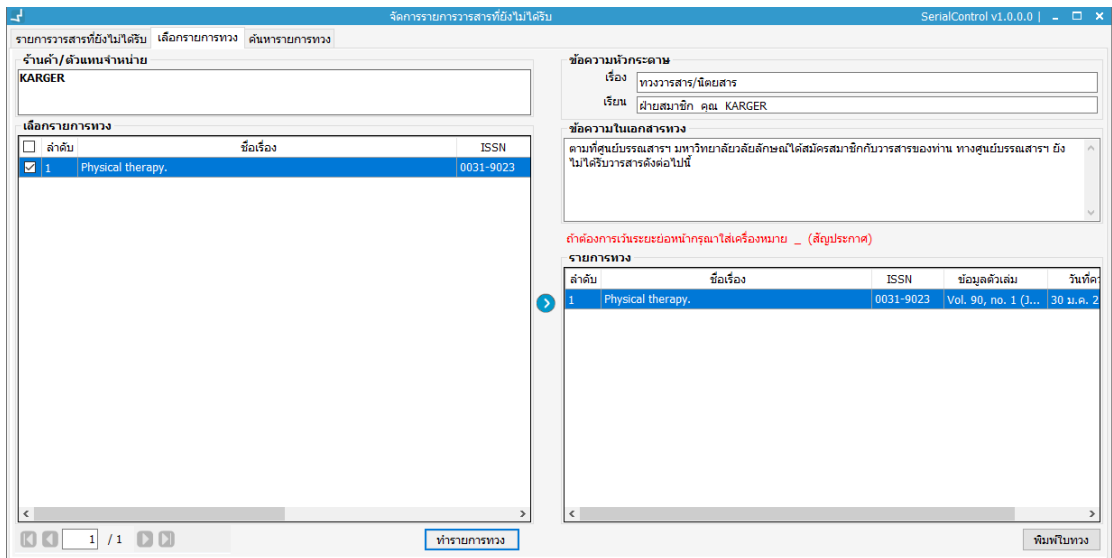 จัดการรายการวารสารที่ยังไม่ได้รับ
SerialControl v1.0.0.0 |
รายการวารสารที่ยังไม่ได้รับ เลือกรายการทวง ค้นหารายการทวง
ร้านค้า/ตัวแทนจำหน่าย
KARGER
ข้อความหัวกระดาษ
เรื่อง ทวงวารสาร/นิตยสาร
เรียน ฝ่ายสมาชิก คุณ KARGER
เลือกรายการทวง
ลำดับ ชื่อเรื่อง ISSN
1 Physical therapy. 0031-9023
ข้อความในเอกสารทวง
ตามที่ศูนย์บรรณสารฯ มหาวิทยาลัยวลัยลักษณ์ได้สมัครสมาชิกกับวารสารของท่าน ทางศูนย์บรรณสารฯ ยัง
ไม่ได้รับวารสารดังต่อไปนี้
ถ้าต้องการเว้นระยะย่อหน้ากรุณาใส่เครื่องหมาย _ (สัญประกาศ)
รายการทวง
ลำดับ ชื่อเรื่อง ISSN ข้อมูลตัวเล่ม วันที่คว
1 Physical therapy. 0031-9023 Vol. 90, no. 1 (J... 30 ม.ค. 2
1 / 1
ทำรายการทวง
พิมพ์ใบทวง